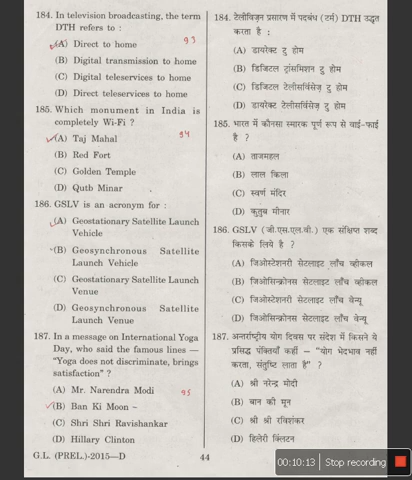 184. In television broadcasting, the term
DTH refers to :
(A) Direct to home
93
(B) Digital transmission to home
(C) Digital teleservices to home
(D) Direct teleservices to home
185. Which monument in India is
completely Wi-Fi ?
(A) Taj Mahal
94
(B) Red Fort
(C) Golden Temple
(D) Qutb Minar
186. GSLV is an acronym for :
(A) Geostationary Satellite Launch
Vehicle
(B) Geosynchronous Satellite
Launch Vehicle
(C) Geostationary Satellite Launch
Venue
(D) Geosynchronous Satellite
Launch Venue
187. In a message on International Yoga
Day, who said the famous lines —
"Yoga does not discriminate, brings
satisfaction" ?
(A) Mr. Narendra Modi
95
(B) Ban Ki Moon
(C) Shri Shri Ravishankar
(D) Hillary Clinton
184. टेलीविज़न प्रसारण में पदबंध (टर्म) DTH उद्धृत
करता है :
(A) डायरेक्ट टु होम
(B) डिजिटल ट्रांसमिशन टु होम
(C) डिजिटल टेलीसर्विसेज़ टु होम
(D) डायरेक्ट टेलीसर्विसेज़ टु होम
185. भारत में कौनसा स्मारक पूर्ण रूप से वाई-फाई
है ?
(A) ताजमहल
(B) लाल किला
(C) स्वर्ण मंदिर
(D) कुतुब मीनार
186. GSLV (जी.एस.एल.वी.) एक संक्षिप्त शब्द
किसके लिये है ?
(A) जिओस्टेशनरी सेटलाइट लाँच व्हीकल
(B) जिओसिन्क्रोनस सेटलाइट लाँच व्हीकल
(C) जिओस्टेशनरी सेटलाइट लाँच वेन्यू
(D) जिओसिन्क्रोनस सेटलाइट लाँच वेन्यू
187. अन्तर्राष्ट्रीय योग दिवस पर संदेश में किसने ये
प्रसिद्ध पंक्तियाँ कहीं — "योग भेदभाव नहीं
करता, संतुष्टि लाता है" ?
(A) श्री नरेन्द्र मोदी
(B) बान की मून
(C) श्री श्री रविशंकर
(D) हिलेरी क्लिंटन
G.L. (PREL.)-2015—D
44
00:10:13 Stop recording